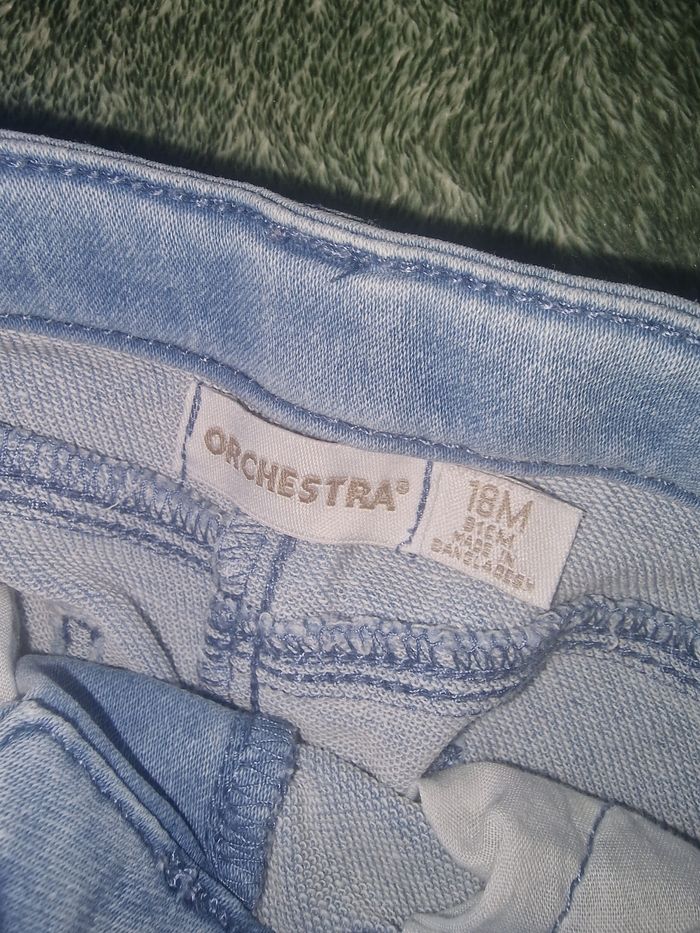 ORCHESTRA®
18M
81CM
MADE IN
BANGLADESH